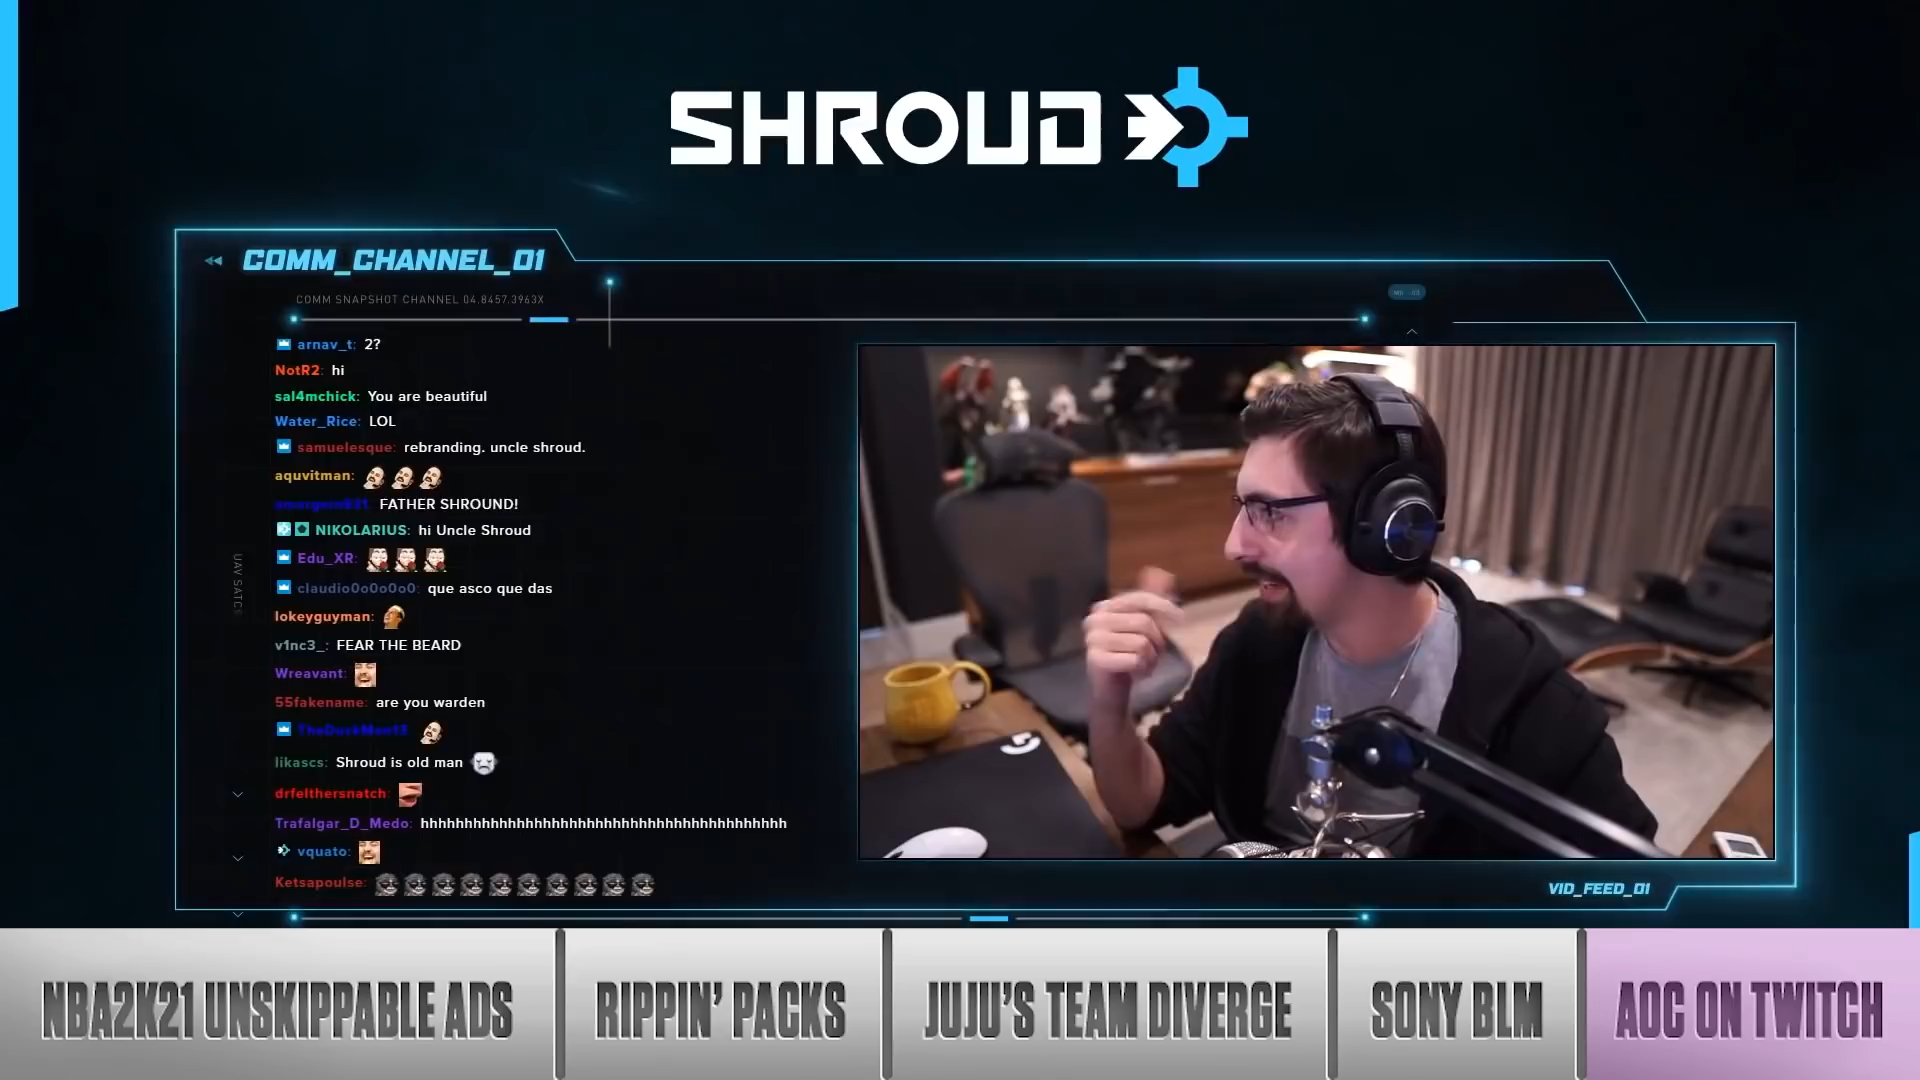 SHROUD
COMM_CHANNEL_01
COMM SNAPSHOT CHANNEL 04.8457.3963X
arnav_t: 2?
NotR2: hi
sal4mchick: You are beautiful
Water_Rice: LOL
samuelesque: rebranding. uncle shroud.
aquvitman:
FATHER SHROUND!
NIKOLARIUS: hi Uncle Shroud
Edu_XR:
claudio0o0o0o0: que asco que das
lokeyguyman:
v1nc3_: FEAR THE BEARD
Wreavant:
55fakename: are you warden
likascs: Shroud is old man
drfelthersnatch:
Trafalgar_D_Medo: hhhhhhhhhhhhhhhhhhhhhhhhhhhhhhhhhhhhhhhhhh
vquato:
Ketsapoulse:
UAV SATC
VID_FEED_01
NBA2K21 UNSKIPPABLE ADS
RIPPIN' PACKS
JUJU'S TEAM DIVERGE
SONY BLM
AOC ON TWITCH